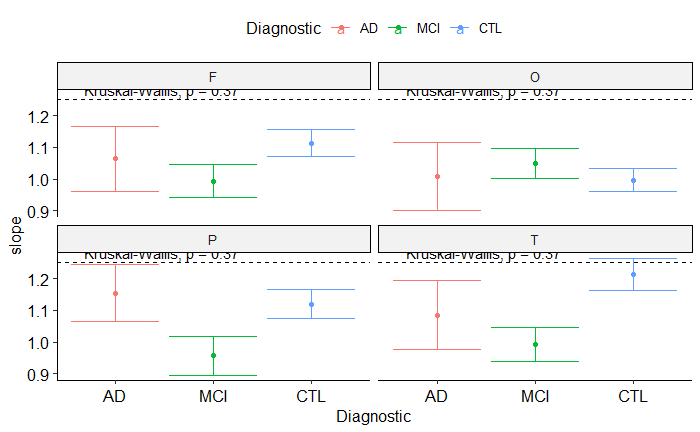 Diagnostic a AD a MCI a CTL
F O
Kruskal-Wallis, p = 0.37 Kruskal-Wallis, p = 0.37
1.2
1.1
1.0
0.9
slope
P T
Kruskal-Wallis, p = 0.37 Kruskal-Wallis, p = 0.37
1.2
1.1
1.0
0.9
AD MCI CTL AD MCI CTL
Diagnostic